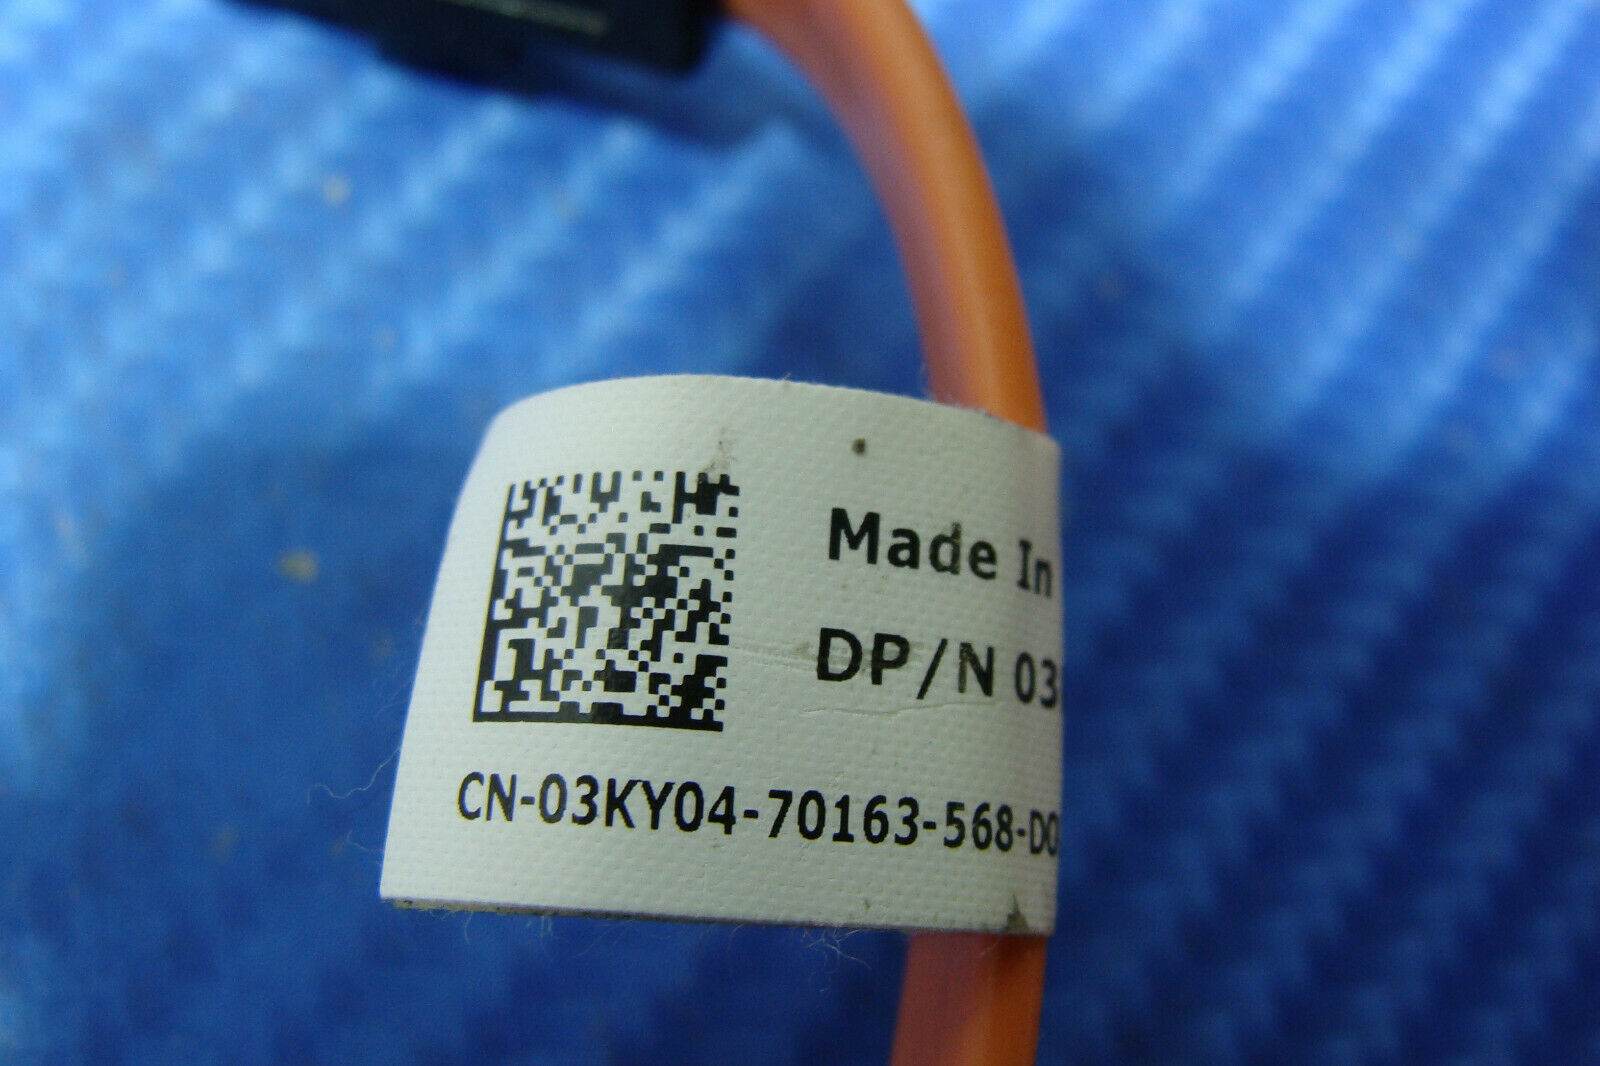 Made In
DP/N 03
CN-03KY04-70163-568-D0